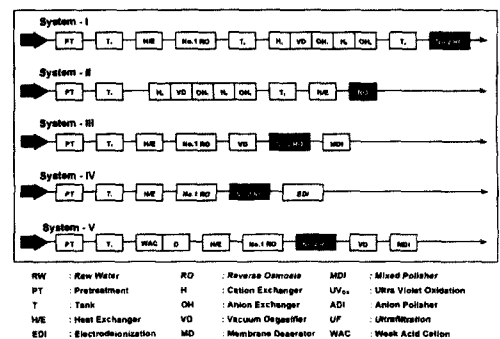 System - I
PT T. H/E No.1 RO T. H. VD OH. H. OH. T.
System - II
PT T. H. VD OH. H. OH. T. H/E
System - III
PT T. H/E No.1 RO VD MDI
System - IV
PT T. H/E No.1 RO EDI
System - V
PT T. WAC D H/E No.1 RO VD MDI
RW : Raw Water RO : Reverse Osmosis MDI : Mixed Polisher
PT : Pretreatment H : Cation Exchanger UVox : Ultra Violet Oxidation
T : Tank OH : Anion Exchanger ADI : Anion Polisher
H/E : Heat Exchanger VD : Vacuum Degasifier UF : Ultrafiltration
EDI : Electrodeionization MD : Membrane Deaerator WAC : Weak Acid Cation